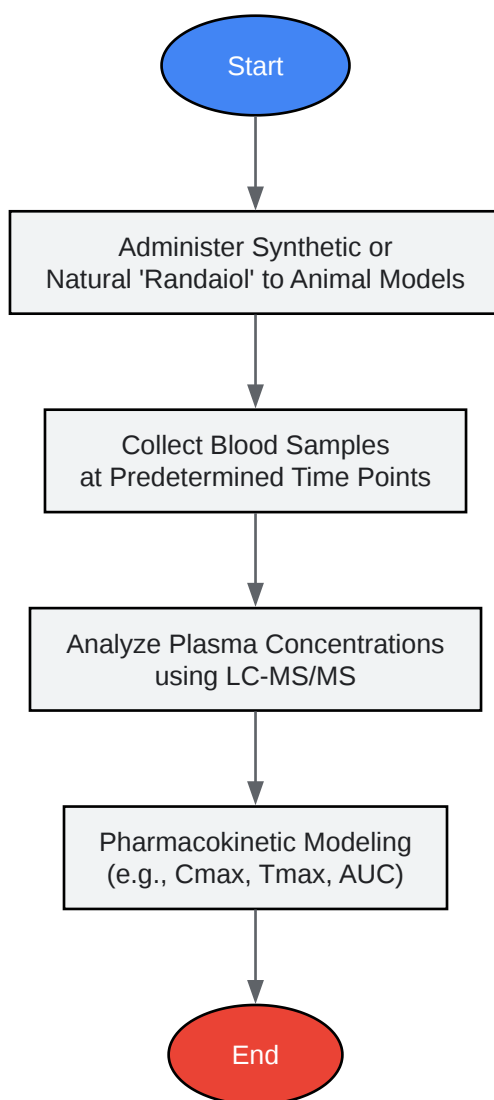 Start
Administer Synthetic or
Natural 'Randaiol' to Animal Models
Collect Blood Samples
at Predetermined Time Points
Analyze Plasma Concentrations
using LC-MS/MS
Pharmacokinetic Modeling
(e.g., Cmax, Tmax, AUC)
End